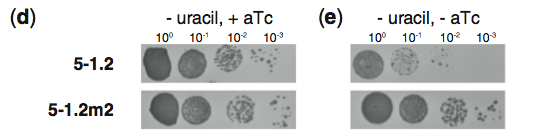 (d) - uracil, + aTc
10⁰ 10⁻¹ 10⁻² 10⁻³
(e) - uracil, - aTc
10⁰ 10⁻¹ 10⁻² 10⁻³
5-1.2
5-1.2m2